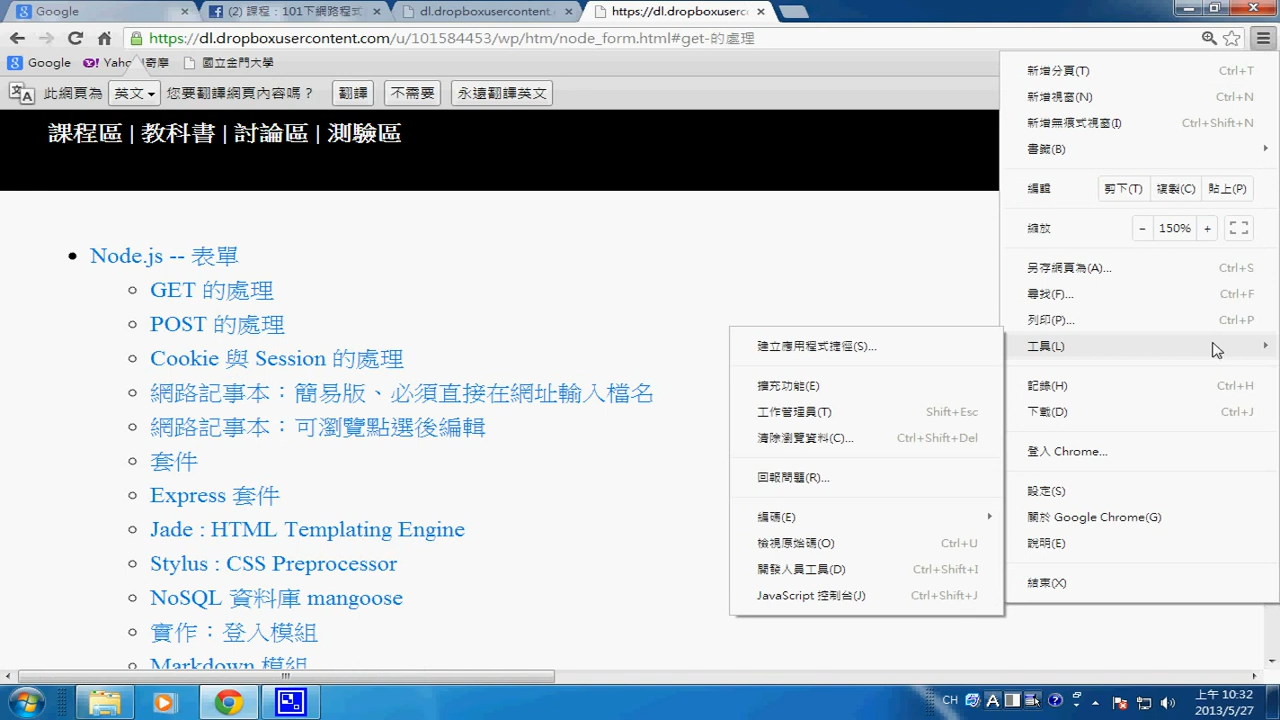 Google
(2) 課程：101下網路程式
dl.dropboxusercontent.
https://dl.dropboxuserc
https://dl.dropboxusercontent.com/u/101584453/wp/htm/node_form.html#get-的處理
Google
Yahoo!奇摩
國立金門大學
此網頁為 英文 您要翻譯網頁內容嗎？ 翻譯 不需要 永遠翻譯英文
課程區 | 教科書 | 討論區 | 測驗區
Node.js -- 表單
GET 的處理
POST 的處理
Cookie 與 Session 的處理
網路記事本：簡易版、必須直接在網址輸入檔名
網路記事本：可瀏覽點選後編輯
套件
Express 套件
Jade : HTML Templating Engine
Stylus : CSS Preprocessor
NoSQL 資料庫 mangoose
實作：登入模組
Markdown 模組
新增分頁(T) Ctrl+T
新增視窗(N) Ctrl+N
新增無痕式視窗(I) Ctrl+Shift+N
書籤(B)
編輯 剪下(T) 複製(C) 貼上(P)
縮放 - 150% +
另存網頁為(A)... Ctrl+S
尋找(F)... Ctrl+F
列印(P)... Ctrl+P
工具(L)
記錄(H) Ctrl+H
下載(D) Ctrl+J
登入 Chrome...
設定(S)
關於 Google Chrome(G)
說明(E)
結束(X)
建立應用程式捷徑(S)...
擴充功能(E)
工作管理員(T) Shift+Esc
清除瀏覽資料(C)... Ctrl+Shift+Del
回報問題(R)...
編碼(E)
檢視原始碼(O) Ctrl+U
開發人員工具(D) Ctrl+Shift+I
JavaScript 控制台(J) Ctrl+Shift+J
CH
上午 10:32
2013/5/27